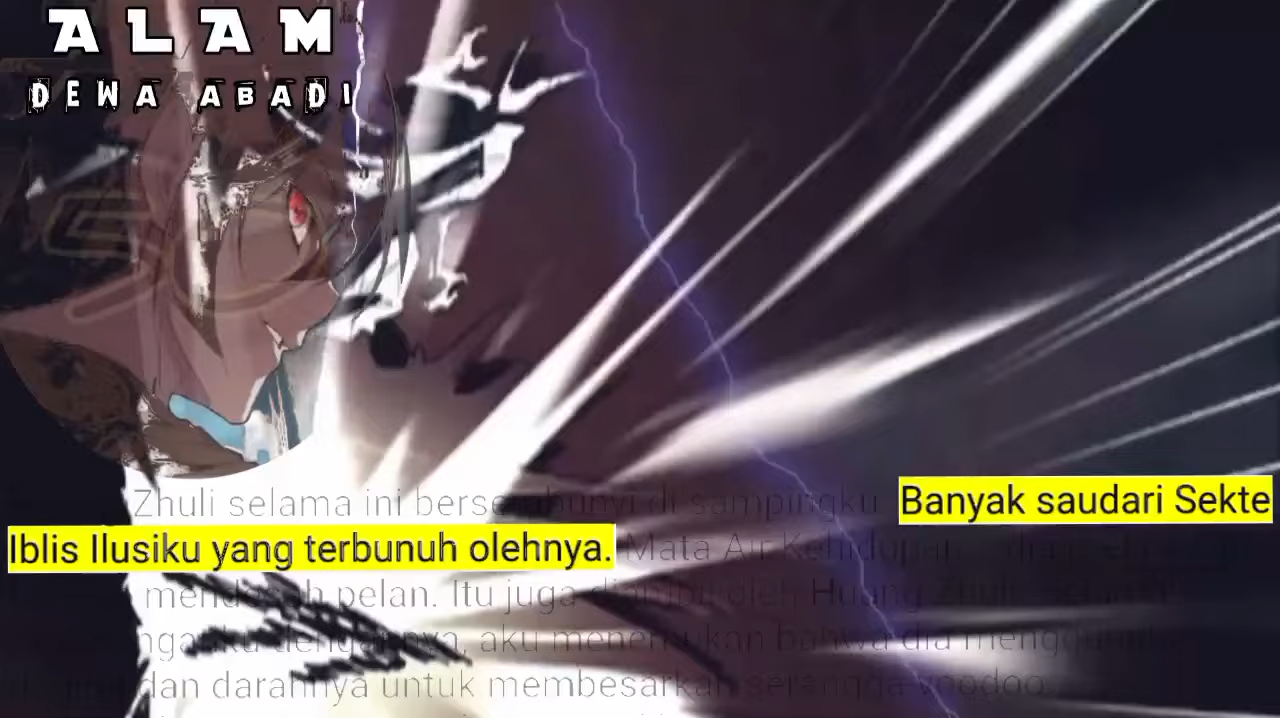 ALAM
DEWA ABADI
Zhuli selama ini bersembunyi di sampingku Banyak saudari Sekte
Iblis Ilusiku yang terbunuh olehnya. Mata Air Kehidupan
mendesah pelan. Itu juga diambil oleh Huang Zhuli. Selama
dengannya, aku menemukan bahwa dia menggunakan
dan darahnya untuk membesarkan serangga voodoo